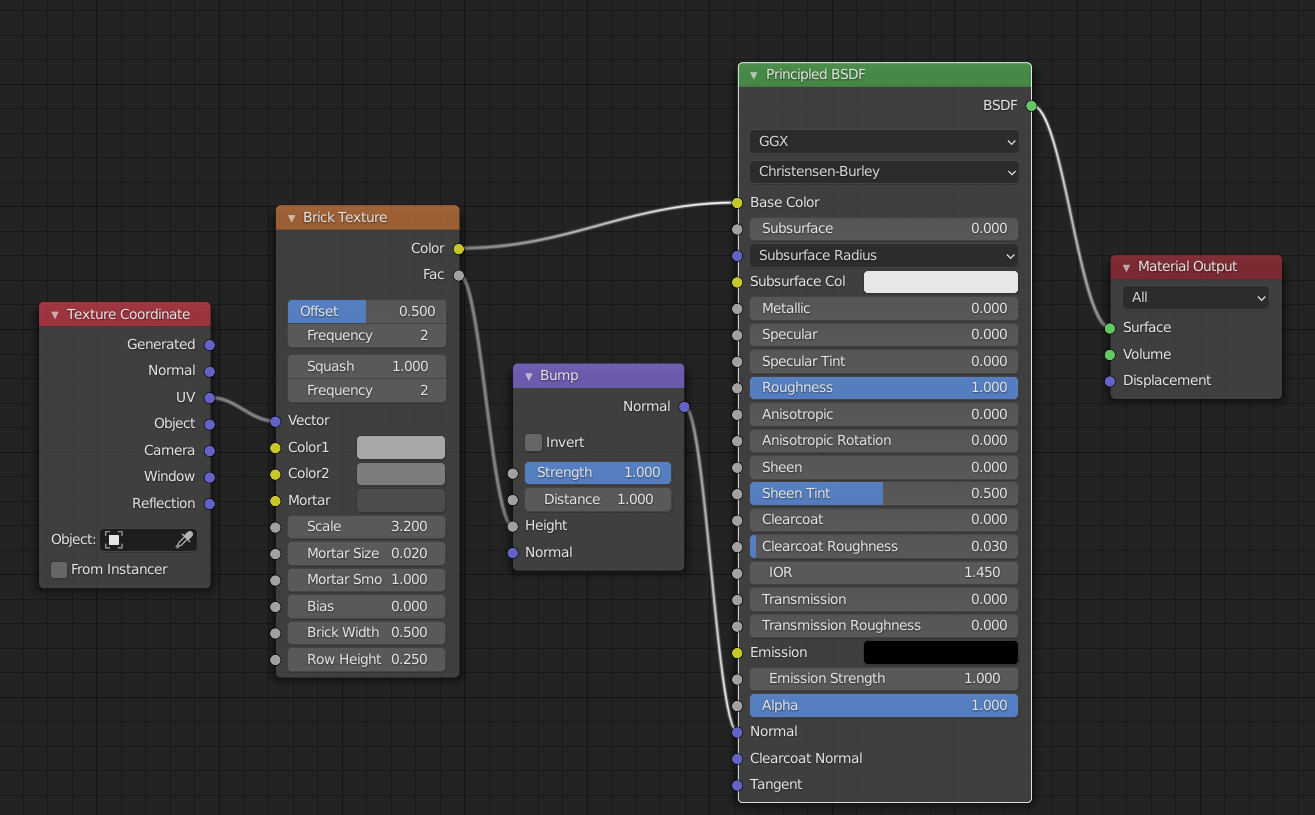 Texture Coordinate
Generated
Normal
UV
Object
Camera
Window
Reflection
Object:
From Instancer
Brick Texture
Color
Fac
Offset 0.500
Frequency 2
Squash 1.000
Frequency 2
Vector
Color1
Color2
Mortar
Scale 3.200
Mortar Size 0.020
Mortar Smo 1.000
Bias 0.000
Brick Width 0.500
Row Height 0.250
Bump
Normal
Invert
Strength 1.000
Distance 1.000
Height
Normal
Principled BSDF
BSDF
GGX
Christensen-Burley
Base Color
Subsurface 0.000
Subsurface Radius
Subsurface Col
Metallic 0.000
Specular 0.000
Specular Tint 0.000
Roughness 1.000
Anisotropic 0.000
Anisotropic Rotation 0.000
Sheen 0.000
Sheen Tint 0.500
Clearcoat 0.000
Clearcoat Roughness 0.030
IOR 1.450
Transmission 0.000
Transmission Roughness 0.000
Emission
Emission Strength 1.000
Alpha 1.000
Normal
Clearcoat Normal
Tangent
Material Output
All
Surface
Volume
Displacement